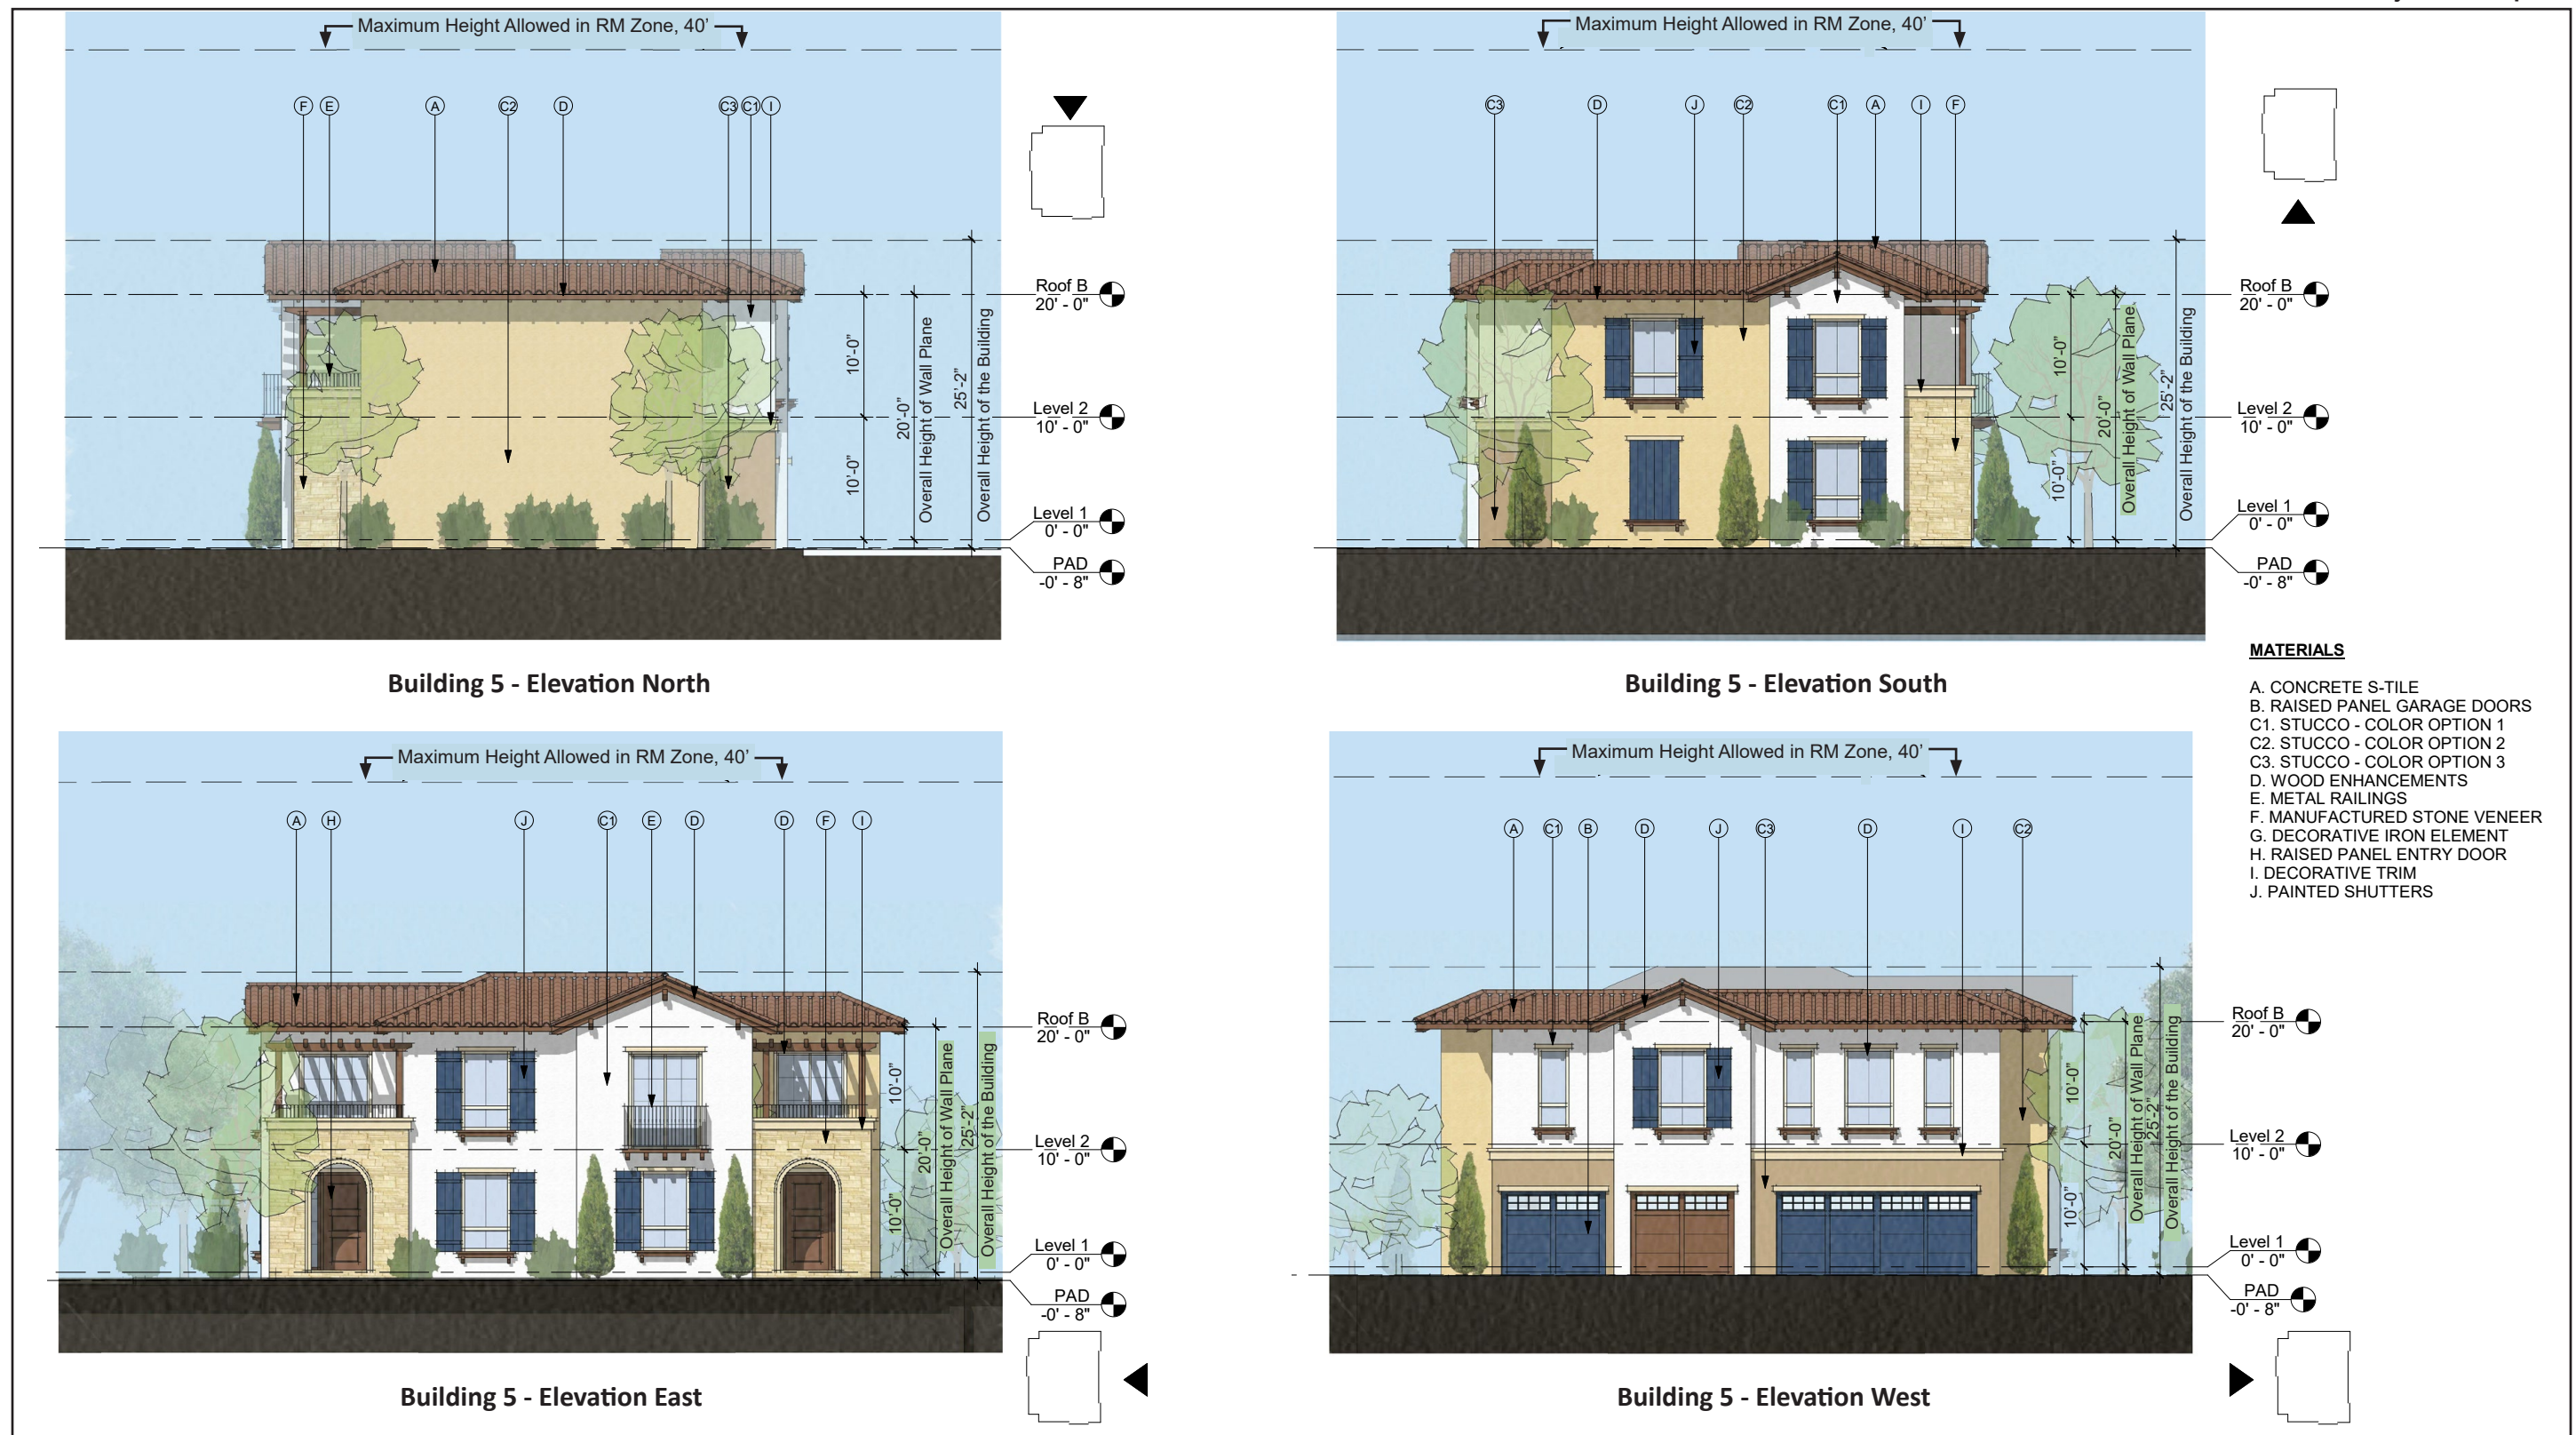 Maximum Height Allowed in RM Zone, 40’
F E A C2 D C3 C1 I
Roof B
20' - 0"
Level 2
10' - 0"
Level 1
0' - 0"
PAD
-0' - 8"
10'-0"
10'-0"
20'-0"
Overall Height of Wall Plane
25'-2"
Overall Height of the Building
Building 5 - Elevation North
Maximum Height Allowed in RM Zone, 40’
C3 D J C2 C1 A I F
Roof B
20' - 0"
Level 2
10' - 0"
Level 1
0' - 0"
PAD
-0' - 8"
10'-0"
10'-0"
20'-0"
Overall Height of Wall Plane
25'-2"
Overall Height of the Building
Building 5 - Elevation South
MATERIALS
A. CONCRETE S-TILE
B. RAISED PANEL GARAGE DOORS
C1. STUCCO - COLOR OPTION 1
C2. STUCCO - COLOR OPTION 2
C3. STUCCO - COLOR OPTION 3
D. WOOD ENHANCEMENTS
E. METAL RAILINGS
F. MANUFACTURED STONE VENEER
G. DECORATIVE IRON ELEMENT
H. RAISED PANEL ENTRY DOOR
I. DECORATIVE TRIM
J. PAINTED SHUTTERS
Maximum Height Allowed in RM Zone, 40’
A H J C1 E D D F I
Roof B
20' - 0"
Level 2
10' - 0"
Level 1
0' - 0"
PAD
-0' - 8"
10'-0"
10'-0"
20'-0"
Overall Height of Wall Plane
25'-2"
Overall Height of the Building
Building 5 - Elevation East
Maximum Height Allowed in RM Zone, 40’
A C1 B D J C3 D I C2
Roof B
20' - 0"
Level 2
10' - 0"
Level 1
0' - 0"
PAD
-0' - 8"
10'-0"
10'-0"
20'-0"
Overall Height of Wall Plane
25'-2"
Overall Height of the Building
Building 5 - Elevation West